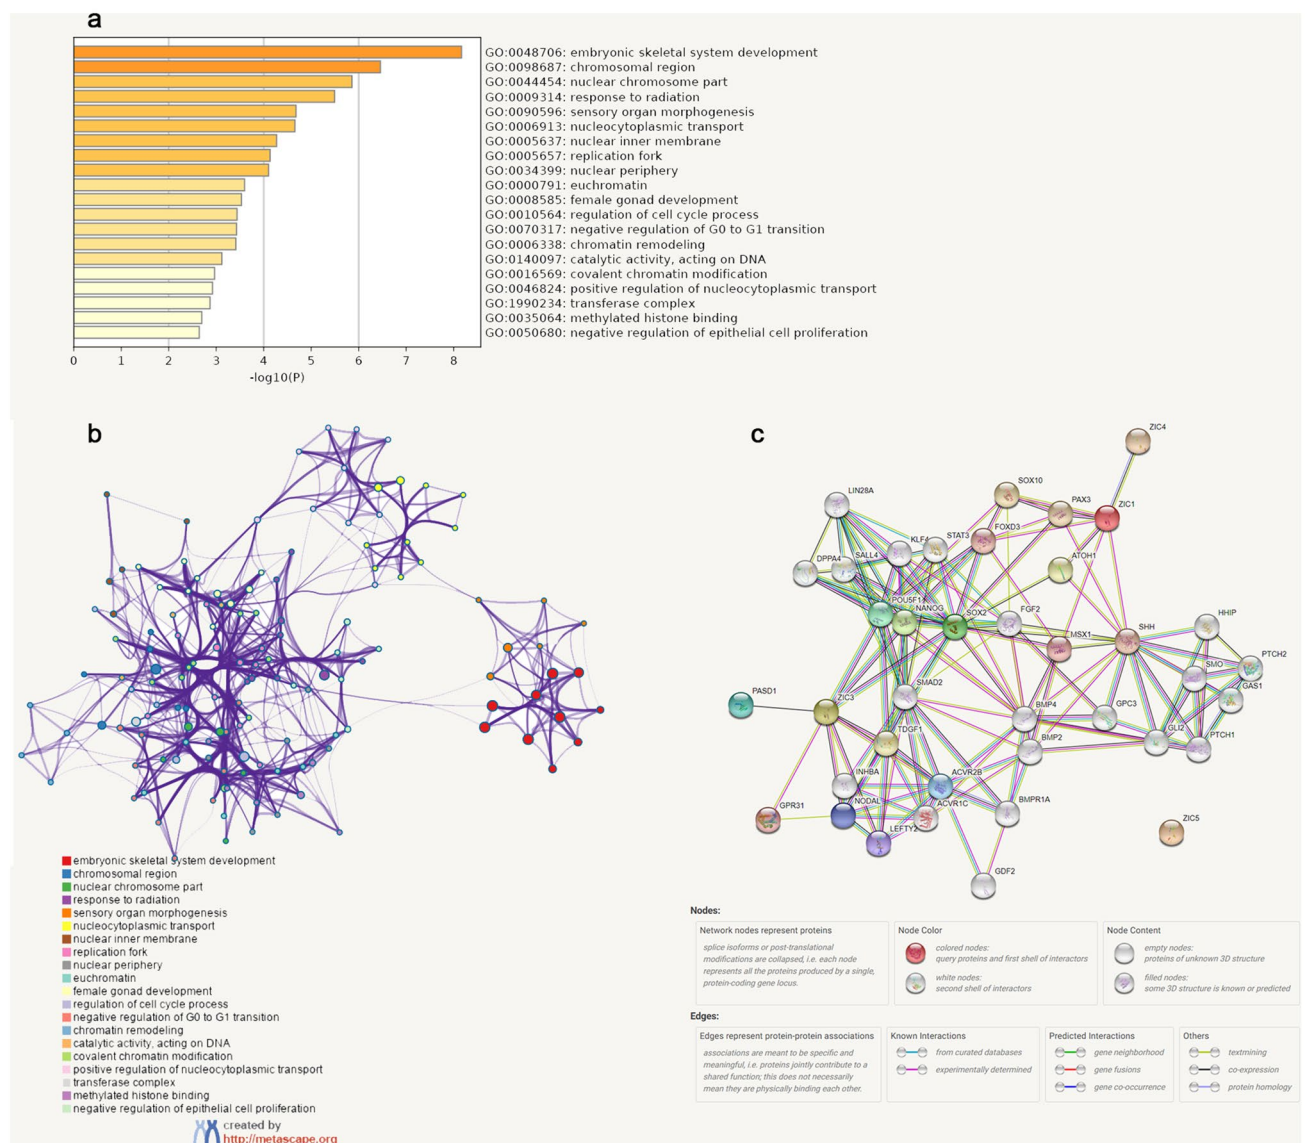 a
GO:0048706: embryonic skeletal system development
GO:0098687: chromosomal region
GO:0044454: nuclear chromosome part
GO:0009314: response to radiation
GO:0090596: sensory organ morphogenesis
GO:0006913: nucleocytoplasmic transport
GO:0005637: nuclear inner membrane
GO:0005657: replication fork
GO:0034399: nuclear periphery
GO:0000791: euchromatin
GO:0008585: female gonad development
GO:0010564: regulation of cell cycle process
GO:0070317: negative regulation of G0 to G1 transition
GO:0006338: chromatin remodeling
GO:0140097: catalytic activity, acting on DNA
GO:0016569: covalent chromatin modification
GO:0046824: positive regulation of nucleocytoplasmic transport
GO:1990234: transferase complex
GO:0035064: methylated histone binding
GO:0050680: negative regulation of epithelial cell proliferation
0 1 2 3 4 5 6 7 8
-log10(P)
b
embryonic skeletal system development
chromosomal region
nuclear chromosome part
response to radiation
sensory organ morphogenesis
nucleocytoplasmic transport
nuclear inner membrane
replication fork
nuclear periphery
euchromatin
female gonad development
regulation of cell cycle process
negative regulation of G0 to G1 transition
chromatin remodeling
catalytic activity, acting on DNA
covalent chromatin modification
positive regulation of nucleocytoplasmic transport
transferase complex
methylated histone binding
negative regulation of epithelial cell proliferation
created by
http://metascape.org
c
ZIC4
SOX10
LIN28A
PAX3
ZIC1
FOXD3
STAT3
KLF4
SALL4
DPPA4
ATOH1
POU5F1
NANOG
SOX2
FGF2
MSX1
SHH
HHIP
PTCH2
SMO
GAS1
SMAD2
PASD1
ZIC3
BMP4
GPC3
GLI2
PTCH1
TDGF1
BMP2
INHBA
ACVR2B
NODAL
ACVR1C
BMPR1A
GPR31
LEFTY2
ZIC5
GDF2
Nodes:
Network nodes represent proteins
splice isoforms or post-translational
modifications are collapsed, i.e. each node
represents all the proteins produced by a single,
protein-coding gene locus.
Node Color
colored nodes:
query proteins and first shell of interactors
white nodes:
second shell of interactors
Node Content
empty nodes:
proteins of unknown 3D structure
filled nodes:
some 3D structure is known or predicted
Edges:
Edges represent protein-protein associations
associations are meant to be specific and
meaningful, i.e. proteins jointly contribute to a
shared function; this does not necessarily
mean they are physically binding each other.
Known Interactions
from curated databases
experimentally determined
Predicted Interactions
gene neighborhood
gene fusions
gene co-occurrence
Others
textmining
co-expression
protein homology